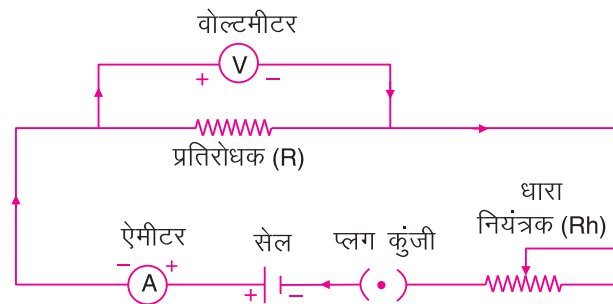 वोल्टमीटर
+ V −
प्रतिरोधक (R)
धारा
नियंत्रक (Rh)
ऐमीटर
सेल
प्लग कुंजी
− A +
+ −